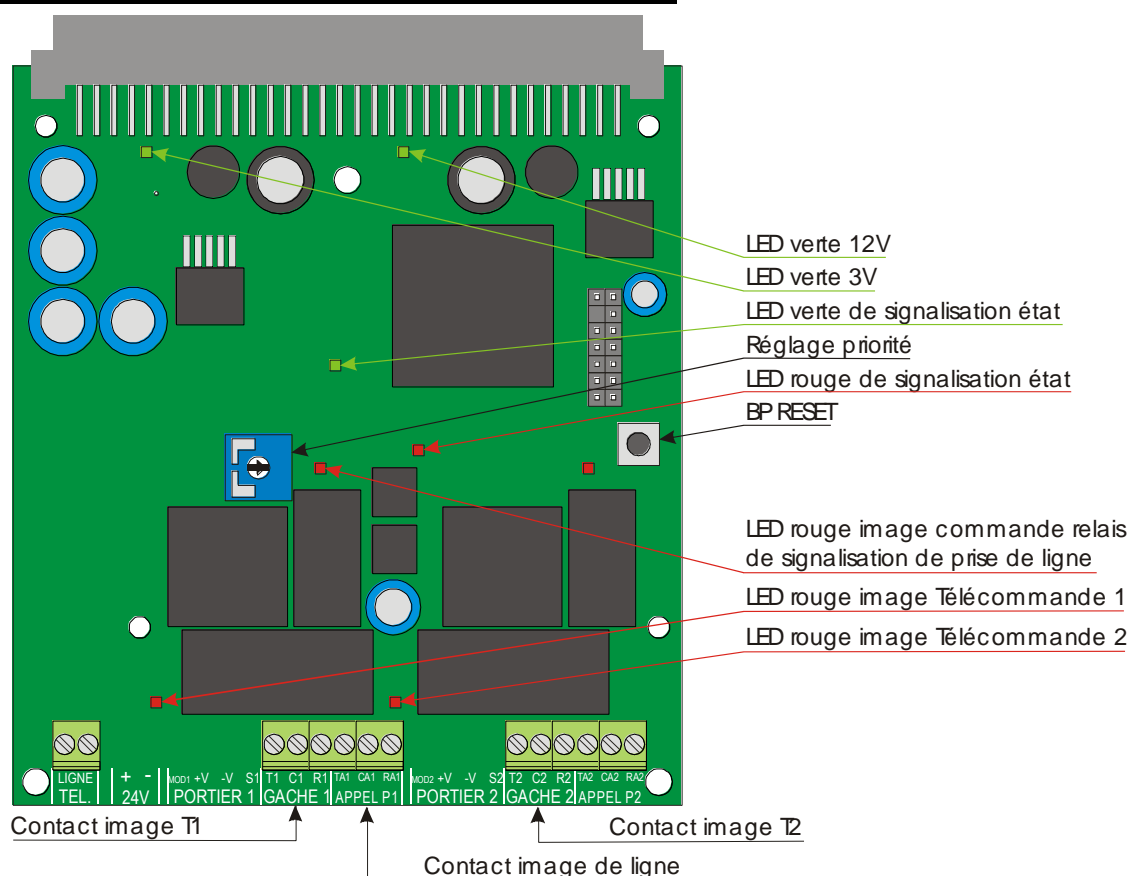 LED verte 12V
LED verte 3V
LED verte de signalisation état
Réglage priorité
LED rouge de signalisation état
BP RESET
LED rouge image commande relais
de signalisation de prise de ligne
LED rouge image Télécommande 1
LED rouge image Télécommande 2
LIGNE + - MOD1 +V -V S1 T1 C1 R1 TA1 CA1 RA1 MOD2 +V -V S2 T2 C2 R2 TA2 CA2 RA2
TEL. 24V PORTIER 1 GACHE 1 APPEL P1 PORTIER 2 GACHE 2 APPEL P2
Contact image T1 Contact image T2
Contact image de ligne